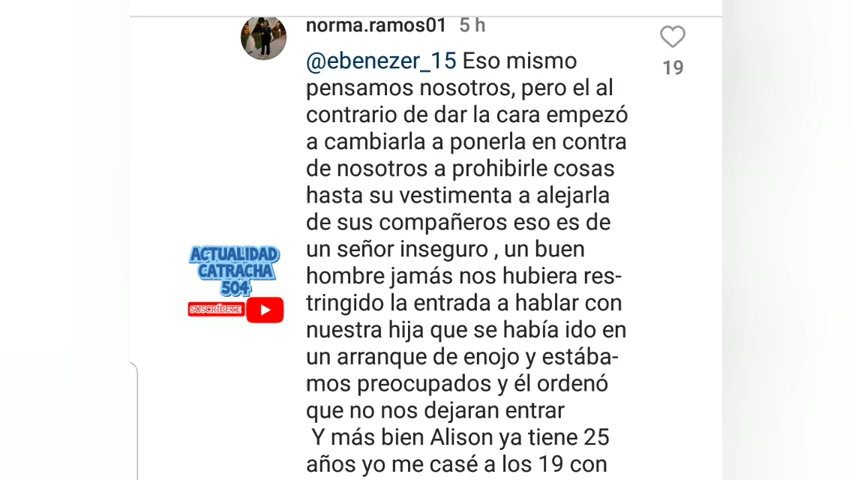 norma.ramos01 5 h
@ebenezer_15 Eso mismo
pensamos nosotros, pero el al
contrario de dar la cara empezó
a cambiarla a ponerla en contra
de nosotros a prohibirle cosas
hasta su vestimenta a alejarla
de sus compañeros eso es de
un señor inseguro , un buen
hombre jamás nos hubiera res-
tringido la entrada a hablar con
nuestra hija que se había ido en
un arranque de enojo y estába-
mos preocupados y él ordenó
que no nos dejaran entrar
Y más bien Alison ya tiene 25
años yo me casé a los 19 con
19
ACTUALIDAD
CATRACHA
504
SUSCRÍBETE